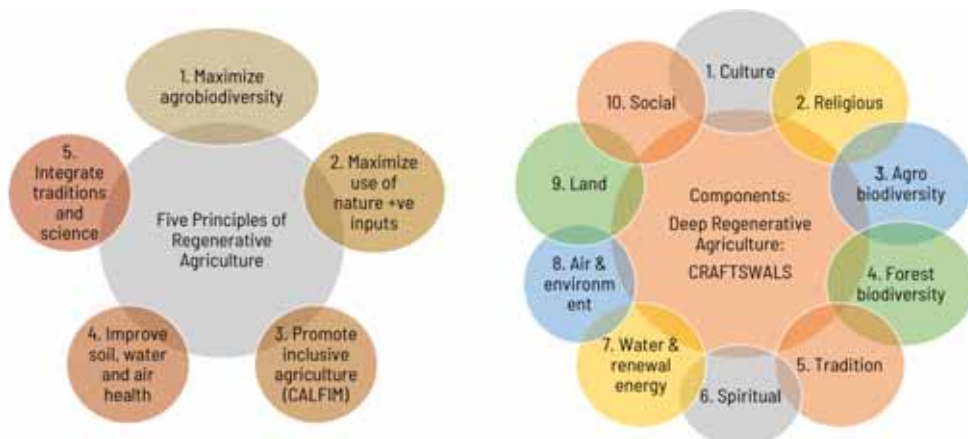 Five Principles of
Regenerative
Agriculture
1. Maximize
agrobiodiversity
2. Maximize
use of
nature +ve
inputs
3. Promote
inclusive
agriculture
(CALFIM)
4. Improve
soil, water
and air
health
5.
Integrate
traditions
and
science
Components:
Deep Regenerative
Agriculture:
CRAFTSWALS
1. Culture
2. Religious
3. Agro
biodiversity
4. Forest
biodiversity
5. Tradition
6. Spiritual
7. Water &
renewal
energy
8. Air &
environm
ent
9. Land
10. Social